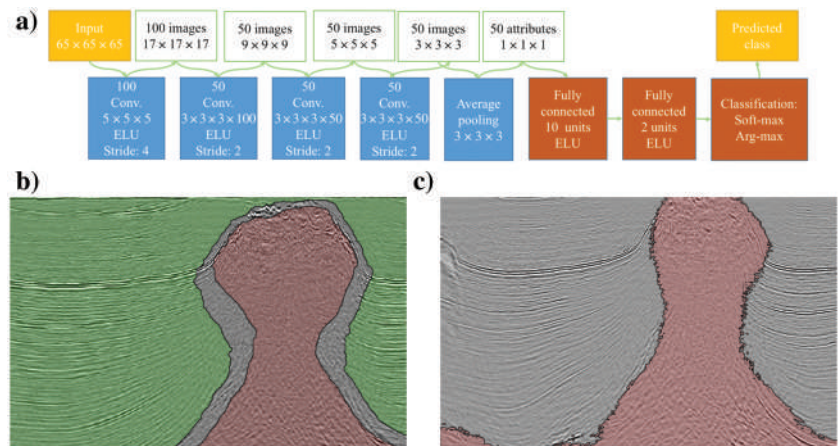 a)
Input
65 × 65 × 65
100 images
17 × 17 × 17
50 images
9 × 9 × 9
50 images
5 × 5 × 5
50 images
3 × 3 × 3
50 attributes
1 × 1 × 1
Predicted
class
100
Conv.
5 × 5 × 5
ELU
Stride: 4
50
Conv.
3 × 3 × 3 × 100
ELU
Stride: 2
50
Conv.
3 × 3 × 3 × 50
ELU
Stride: 2
50
Conv.
3 × 3 × 3 × 50
ELU
Stride: 2
Average
pooling
3 × 3 × 3
Fully
connected
10 units
ELU
Fully
connected
2 units
ELU
Classification:
Soft-max
Arg-max
b)
c)